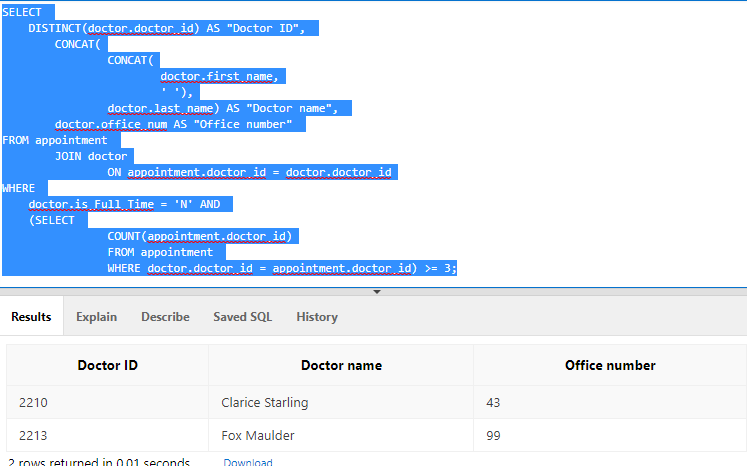 SELECT
DISTINCT(doctor.doctor_id) AS "Doctor ID",
CONCAT(
CONCAT(
doctor.first_name,
' '),
doctor.last_name) AS "Doctor name",
doctor.office_num AS "Office number"
FROM appointment
JOIN doctor
ON appointment.doctor_id = doctor.doctor_id
WHERE
doctor.is_Full_Time = 'N' AND
(SELECT
COUNT(appointment.doctor_id)
FROM appointment
WHERE doctor.doctor_id = appointment.doctor_id) >= 3;
Results Explain Describe Saved SQL History
Doctor ID Doctor name Office number
2210 Clarice Starling 43
2213 Fox Maulder 99
2 rows returned in 0.01 seconds Download